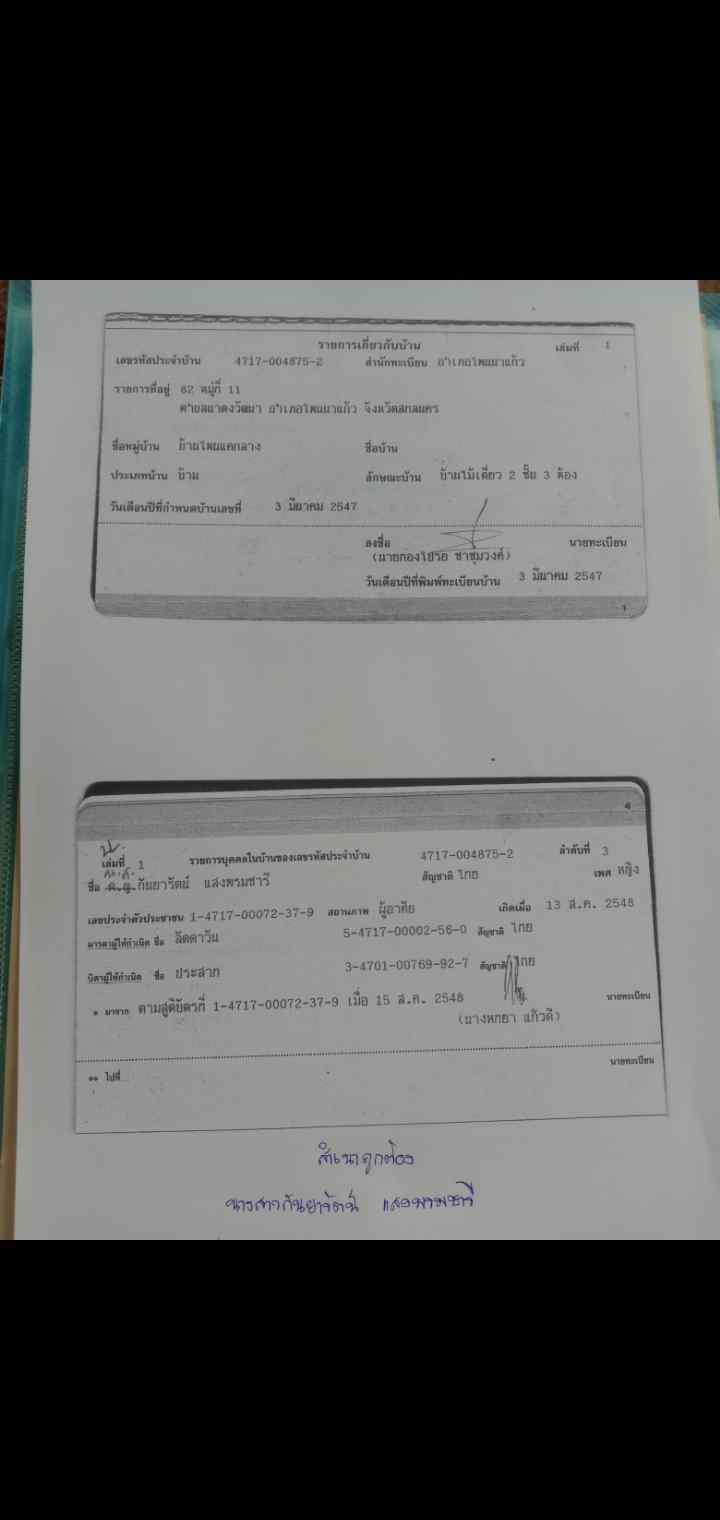 รายการเกี่ยวกับบ้าน เล่มที่ 1
เลขรหัสประจำบ้าน 4717-004875-2 สำนักทะเบียน อำเภอโพนนาแก้ว
รายการที่อยู่ 82 หมู่ที่ 11
ตำบลนาตงวัฒนา อำเภอโพนนาแก้ว จังหวัดสกลนคร
ชื่อหมู่บ้าน บ้านโพนแคกลาง ชื่อบ้าน
ประเภทบ้าน บ้าน ลักษณะบ้าน บ้านไม้เดี่ยว 2 ชั้น 3 ห้อง
วันเดือนปีที่กำหนดบ้านเลขที่ 3 มีนาคม 2547
ลงชื่อ นายทะเบียน
วันเดือนปีที่พิมพ์ทะเบียนบ้าน 3 มีนาคม 2547
1
4
เล่มที่ 1 รายการบุคคลในบ้านของเลขรหัสประจำบ้าน 4717-004875-2 ลำดับที่ 3
น.ส.
ชื่อ ด.ญ. กันยารัตน์ แสงพรมชารี สัญชาติ ไทย เพศ หญิง
เลขประจำตัวประชาชน 1-4717-00072-37-9 สถานภาพ ผู้อาศัย เกิดเมื่อ 13 ส.ค. 2548
มารดาผู้ให้กำเนิด ชื่อ ลัดดาวัน 5-4717-00002-56-0 สัญชาติ ไทย
บิดาผู้ให้กำเนิด ชื่อ ประสาท 3-4701-00769-92-7 สัญชาติ ไทย
* มาจาก ตามสูติบัตรที่ 1-4717-00072-37-9 เมื่อ 15 ส.ค. 2548 นายทะเบียน
(นางหทยา แก้วดี)
** ไปที่ นายทะเบียน
สำเนาถูกต้อง
นางสาวกันยารัตน์ แสงพรมชารี